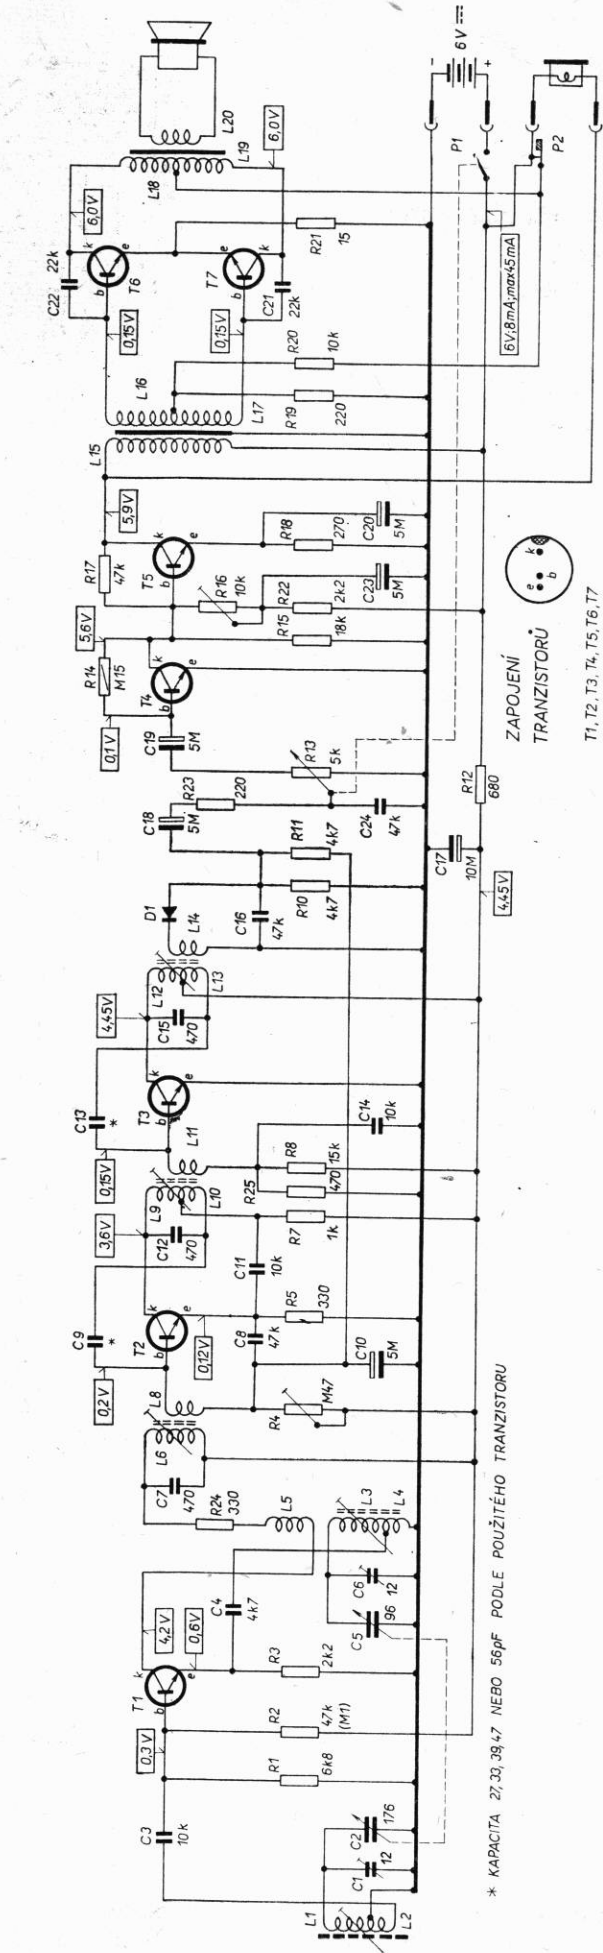 L1
L2
C1
12
C2
176
C3
10k
0,3V
R1
6k8
R2
47k
(M1)
T1
b
k
e
4,2V
0,6V
R3
2k2
C4
4k7
C5
96
C6
12
L3
L4
L5
R24
330
C7
470
L6
L8
0,2V
C9
*
R4
M47
T2
b
k
e
0,12V
C8
47k
C10
5M
R5
330
3,6V
C12
470
C11
10k
L9
L10
R7
1k
R25
470
R8
15k
L11
0,15V
C13
*
T3
b
k
e
C14
10k
4,45V
C15
470
L12
L13
L14
D1
C16
47k
R10
4k7
R11
4k7
C18
5M
R23
220
C24
47k
R13
5k
C19
5M
0,1V
R14
M15
T4
b
k
e
5,6V
R15
18k
R22
2k2
R16
10k
R17
47k
T5
b
k
e
C23
5M
R18
270
C20
5M
5,9V
L15
L16
L17
R19
220
R20
10k
0,15V
0,15V
C22
22k
T6
b
k
e
T7
b
k
e
C21
22k
R21
15
6,0V
6,0V
L18
L19
L20
C17
10M
4,45V
R12
680
6V;8mA;max45mA
P1
-
6V
+
P2
ZAPOJENÍ
TRANZISTORŮ
e
k
b
T1, T2, T3, T4, T5, T6, T7
* KAPACITA 27, 33, 39, 47 NEBO 56pF PODLE POUŽITÉHO TRANZISTORU